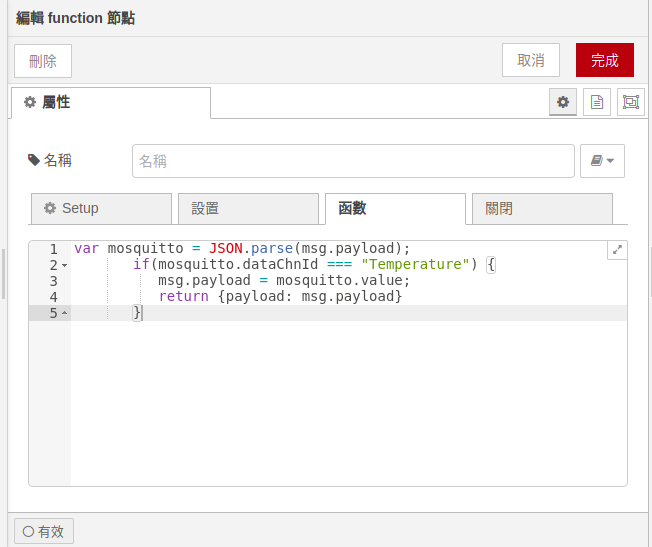 編輯 function 節點
刪除 取消 完成
屬性
名稱 名稱
Setup 設置 函數 關閉
1 var mosquitto = JSON.parse(msg.payload);
2 if(mosquitto.dataChnId === "Temperature") {
3 msg.payload = mosquitto.value;
4 return {payload: msg.payload}
5 }
有效